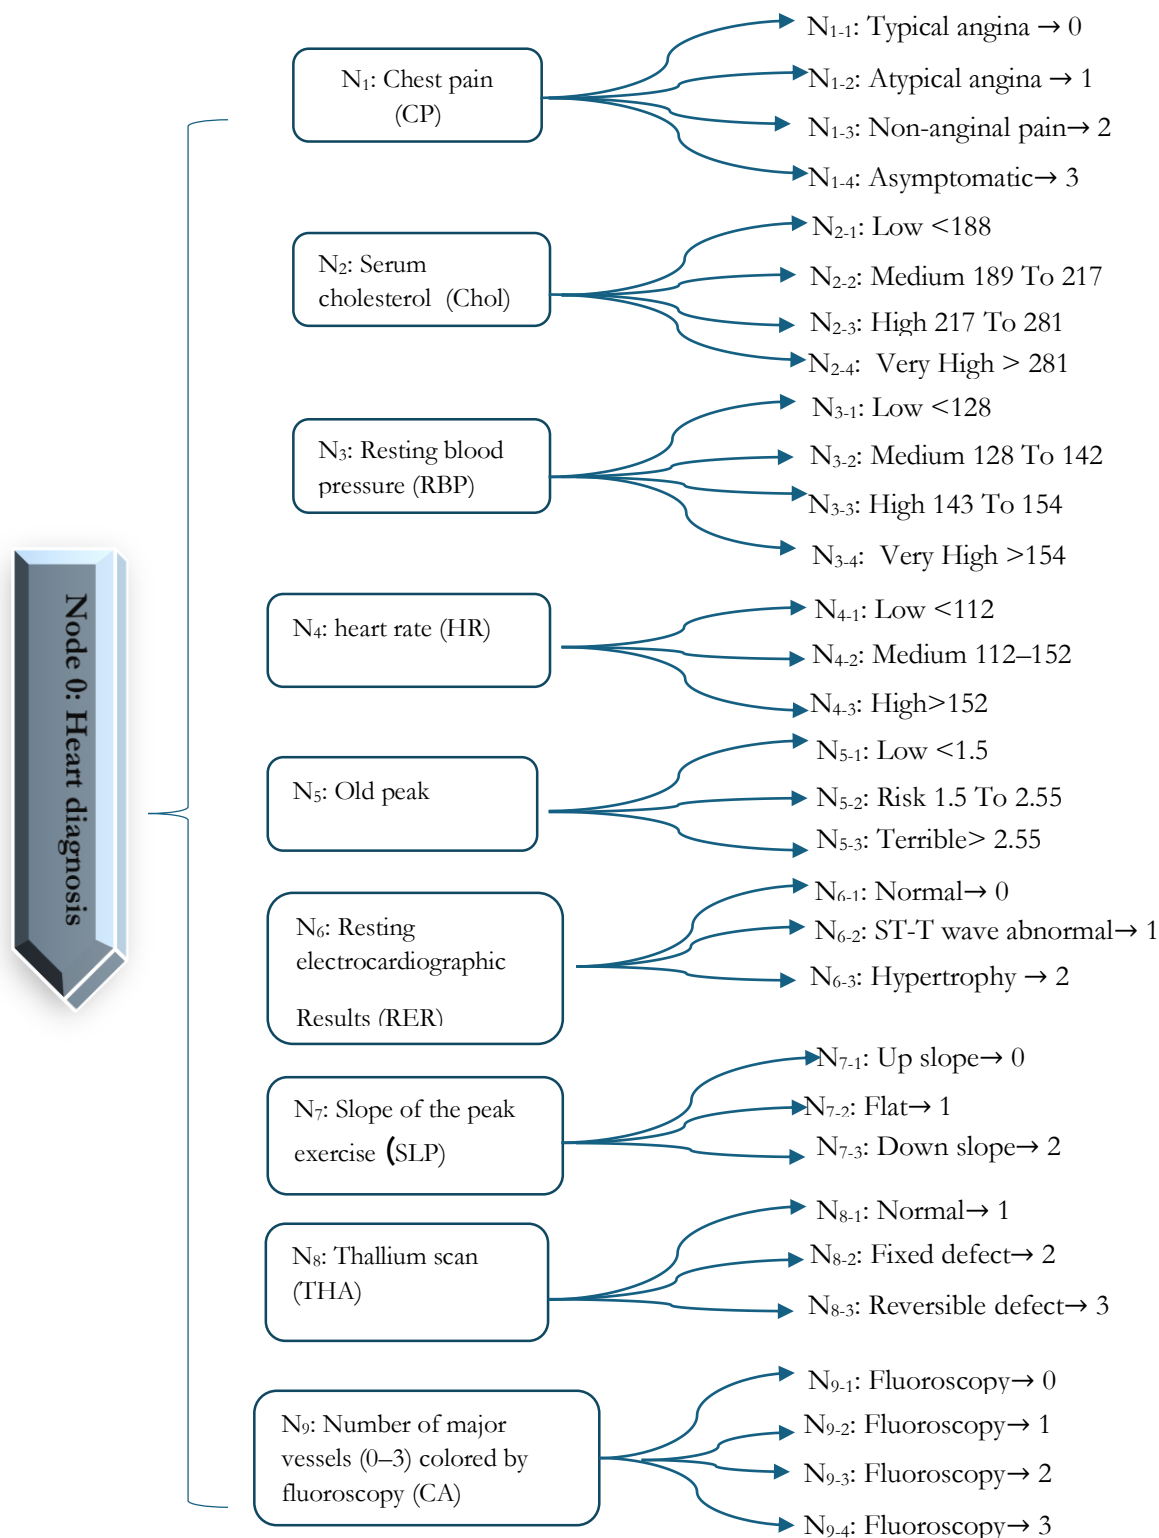 Node 0: Heart diagnosis
N1: Chest pain
(CP)
N1-1: Typical angina → 0
N1-2: Atypical angina → 1
N1-3: Non-anginal pain→ 2
N1-4: Asymptomatic→ 3
N2: Serum
cholesterol (Chol)
N2-1: Low <188
N2-2: Medium 189 To 217
N2-3: High 217 To 281
N2-4: Very High > 281
N3: Resting blood
pressure (RBP)
N3-1: Low <128
N3-2: Medium 128 To 142
N3-3: High 143 To 154
N3-4: Very High >154
N4: heart rate (HR)
N4-1: Low <112
N4-2: Medium 112–152
N4-3: High>152
N5: Old peak
N5-1: Low <1.5
N5-2: Risk 1.5 To 2.55
N5-3: Terrible> 2.55
N6: Resting
electrocardiographic
Results (RER)
N6-1: Normal→ 0
N6-2: ST-T wave abnormal→ 1
N6-3: Hypertrophy → 2
N7: Slope of the peak
exercise (SLP)
N7-1: Up slope→ 0
N7-2: Flat→ 1
N7-3: Down slope→ 2
N8: Thallium scan
(THA)
N8-1: Normal→ 1
N8-2: Fixed defect→ 2
N8-3: Reversible defect→ 3
N9: Number of major
vessels (0–3) colored by
fluoroscopy (CA)
N9-1: Fluoroscopy→ 0
N9-2: Fluoroscopy→ 1
N9-3: Fluoroscopy→ 2
N9-4: Fluoroscopy→ 3